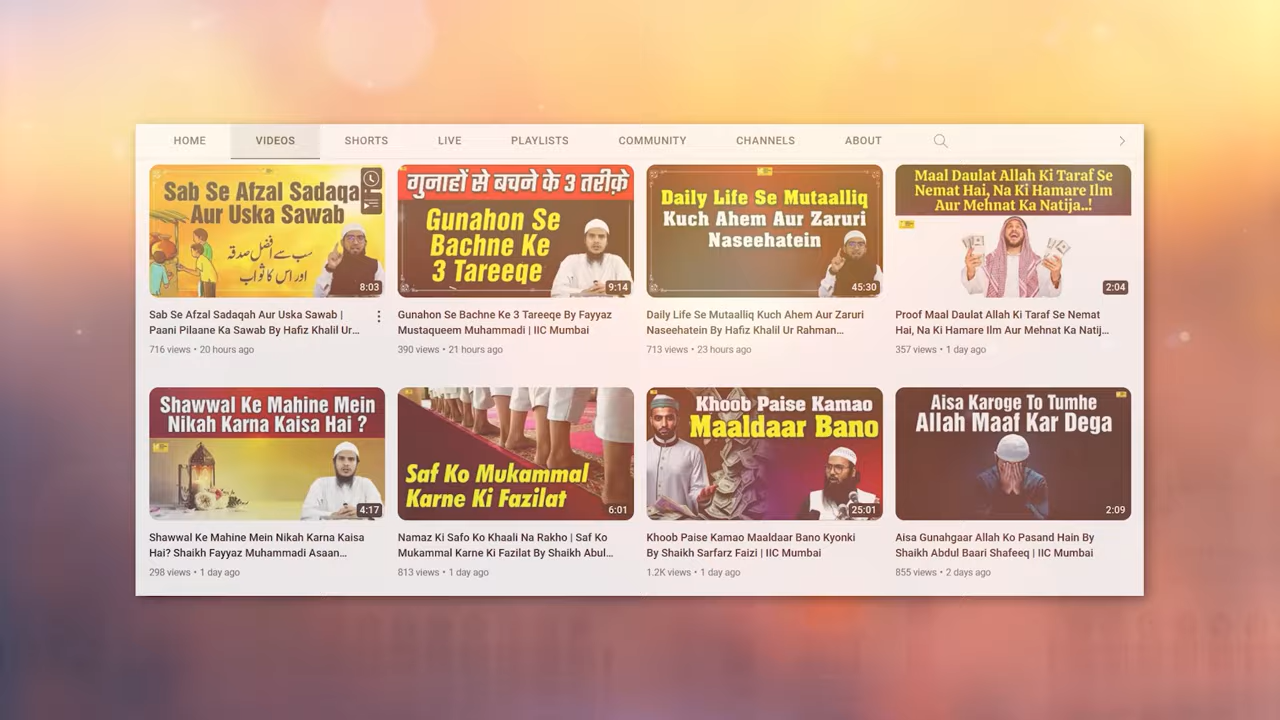 HOME
VIDEOS
SHORTS
LIVE
PLAYLISTS
COMMUNITY
CHANNELS
ABOUT
Sab Se Afzal Sadaqa
Aur Uska Sawab
سب سے افضل صدقہ
اور اس کا ثواب
8:03
Sab Se Afzal Sadaqah Aur Uska Sawab |
Paani Pilaane Ka Sawab By Hafiz Khalil Ur...
716 views • 20 hours ago
गुनाहों से बचने के 3 तरीक़े
Gunahon Se
Bachne Ke
3 Tareeqe
9:14
Gunahon Se Bachne Ke 3 Tareeqe By Fayyaz
Mustaqueem Muhammadi | IIC Mumbai
390 views • 21 hours ago
Daily Life Se Mutaalliq
Kuch Ahem Aur Zaruri
Naseehatein
45:30
Daily Life Se Mutaalliq Kuch Ahem Aur Zaruri
Naseehatein By Hafiz Khalil Ur Rahman...
713 views • 23 hours ago
Maal Daulat Allah Ki Taraf Se
Nemat Hai, Na Ki Hamare Ilm
Aur Mehnat Ka Natija..!
2:04
Proof Maal Daulat Allah Ki Taraf Se Nemat
Hai, Na Ki Hamare Ilm Aur Mehnat Ka Natij...
357 views • 1 day ago
Shawwal Ke Mahine Mein
Nikah Karna Kaisa Hai ?
4:17
Shawwal Ke Mahine Mein Nikah Karna Kaisa
Hai? Shaikh Fayyaz Muhammadi Asaan...
298 views • 1 day ago
Saf Ko Mukammal
Karne Ki Fazilat
6:01
Namaz Ki Safo Ko Khaali Na Rakho | Saf Ko
Mukammal Karne Ki Fazilat By Shaikh Abul...
813 views • 1 day ago
Khoob Paise Kamao
Maaldaar Bano
25:01
Khoob Paise Kamao Maaldaar Bano Kyonki
By Shaikh Sarfarz Faizi | IIC Mumbai
1.2K views • 1 day ago
Aisa Karoge To Tumhe
Allah Maaf Kar Dega
2:09
Aisa Gunahgaar Allah Ko Pasand Hain By
Shaikh Abdul Baari Shafeeq | IIC Mumbai
855 views • 2 days ago